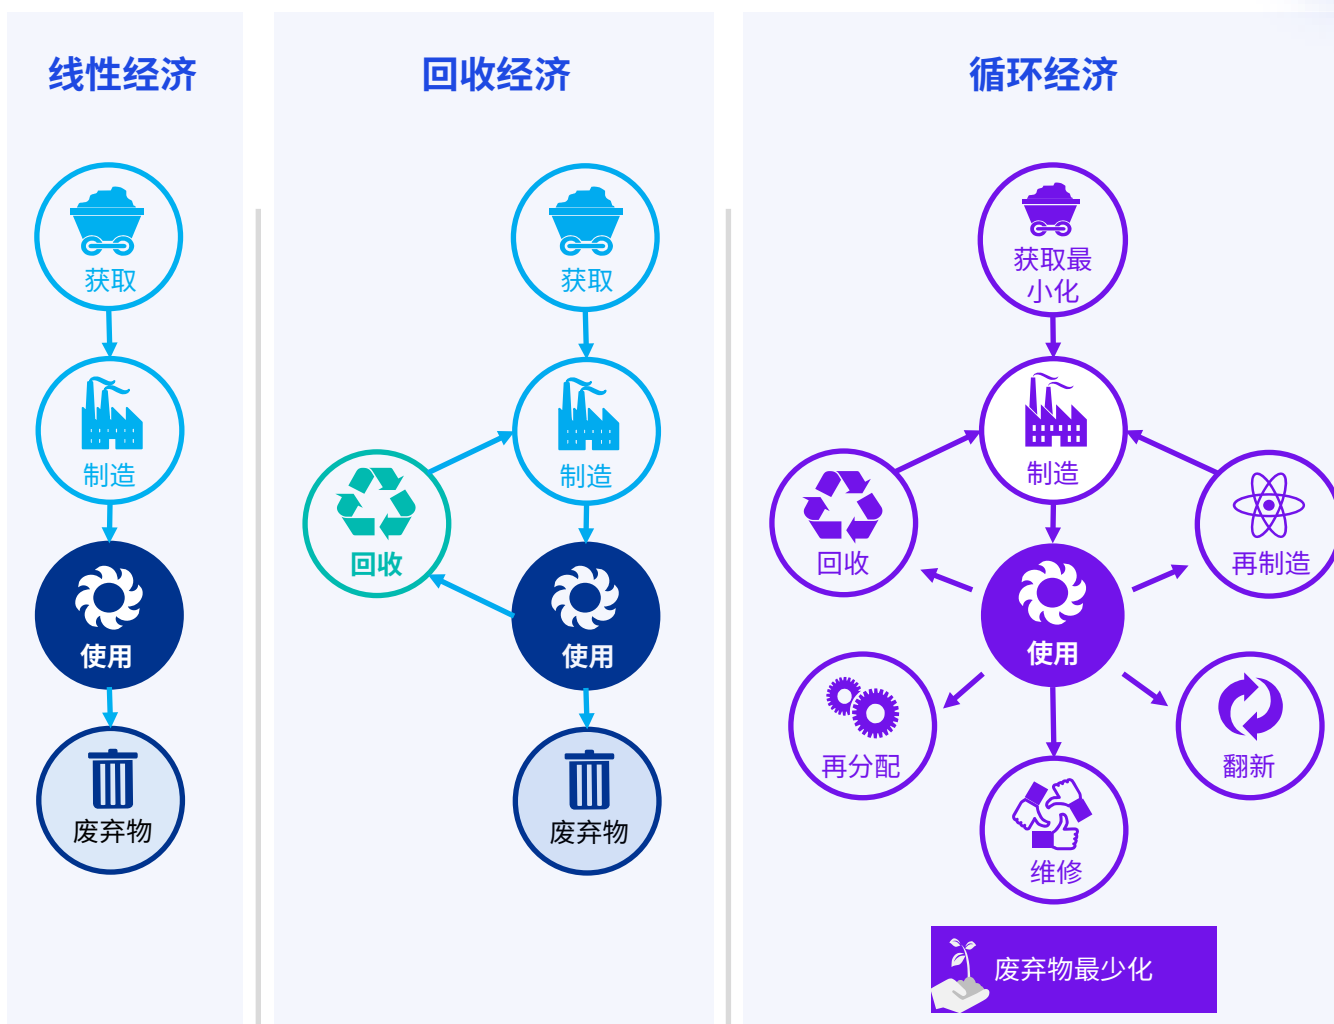 线性经济
获取
制造
使用
废弃物
回收经济
获取
制造
回收
使用
废弃物
循环经济
获取最
小化
制造
回收
再制造
使用
再分配
翻新
维修
废弃物最少化